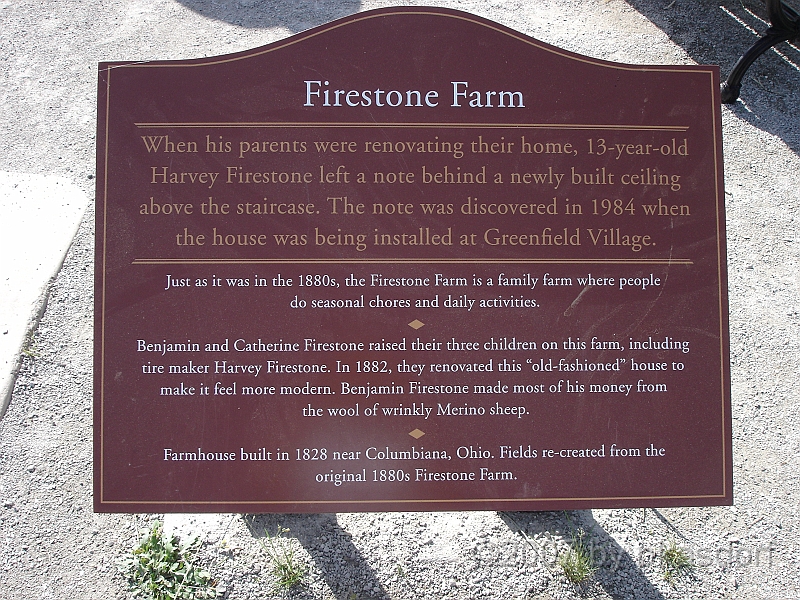 Firestone Farm
When his parents were renovating their home, 13-year-old
Harvey Firestone left a note behind a newly built ceiling
above the staircase. The note was discovered in 1984 when
the house was being installed at Greenfield Village.
Just as it was in the 1880s, the Firestone Farm is a family farm where people
do seasonal chores and daily activities.
Benjamin and Catherine Firestone raised their three children on this farm, including
tire maker Harvey Firestone. In 1882, they renovated this “old-fashioned” house to
make it feel more modern. Benjamin Firestone made most of his money from
the wool of wrinkly Merino sheep.
Farmhouse built in 1828 near Columbiana, Ohio. Fields re-created from the
original 1880s Firestone Farm.